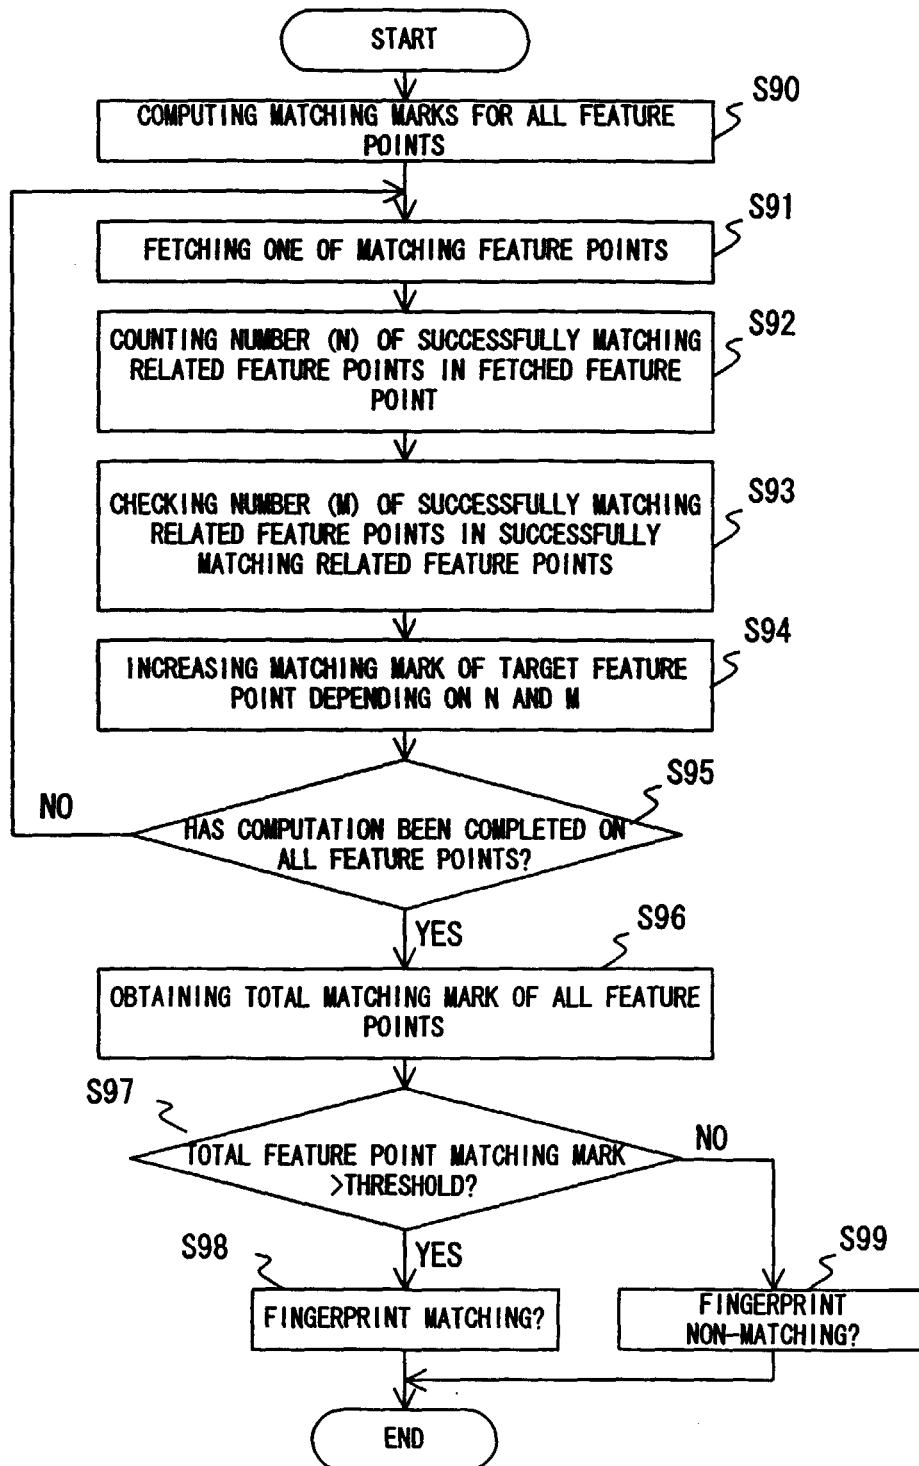 START
S90
COMPUTING MATCHING MARKS FOR ALL FEATURE
POINTS
S91
FETCHING ONE OF MATCHING FEATURE POINTS
S92
COUNTING NUMBER (N) OF SUCCESSFULLY MATCHING
RELATED FEATURE POINTS IN FETCHED FEATURE
POINT
S93
CHECKING NUMBER (M) OF SUCCESSFULLY MATCHING
RELATED FEATURE POINTS IN SUCCESSFULLY
MATCHING RELATED FEATURE POINTS
S94
INCREASING MATCHING MARK OF TARGET FEATURE
POINT DEPENDING ON N AND M
S95
NO
HAS COMPUTATION BEEN COMPLETED ON
ALL FEATURE POINTS?
YES
S96
OBTAINING TOTAL MATCHING MARK OF ALL FEATURE
POINTS
S97
NO
TOTAL FEATURE POINT MATCHING MARK
>THRESHOLD?
YES
S98
S99
FINGERPRINT MATCHING?
FINGERPRINT
NON-MATCHING?
END